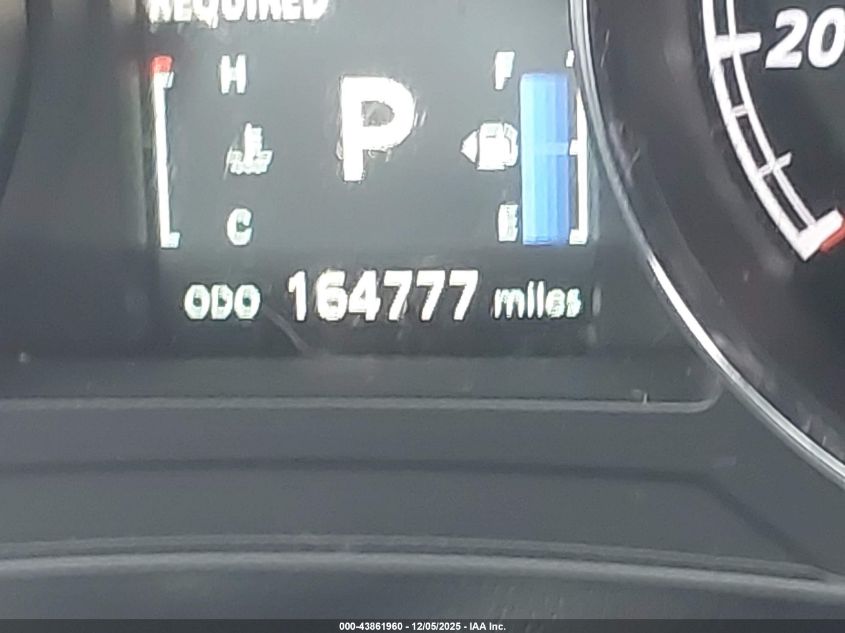 REQUIRED
H
P
F
C
E
ODO 164777 miles
20
000-43861960 - 12/05/2025 - IAA Inc.